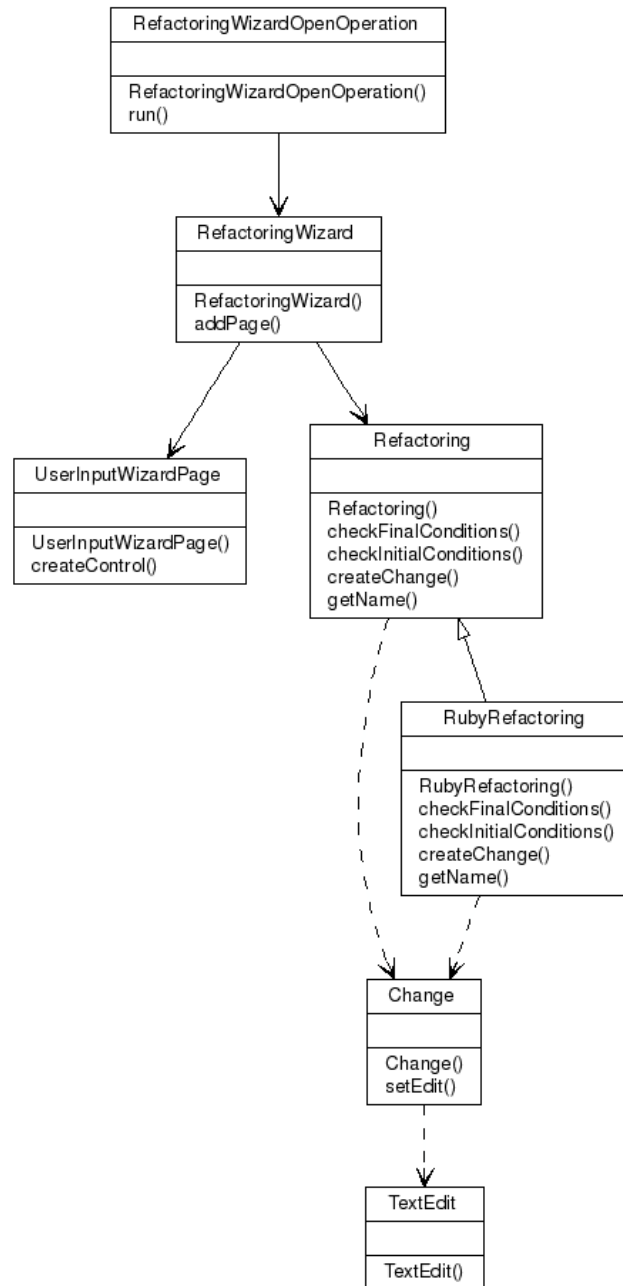 RefactoringWizardOpenOperation
RefactoringWizardOpenOperation()
run()
RefactoringWizard
RefactoringWizard()
addPage()
UserInputWizardPage
UserInputWizardPage()
createControl()
Refactoring
Refactoring()
checkFinalConditions()
checkInitialConditions()
createChange()
getName()
RubyRefactoring
RubyRefactoring()
checkFinalConditions()
checkInitialConditions()
createChange()
getName()
Change
Change()
setEdit()
TextEdit
TextEdit()